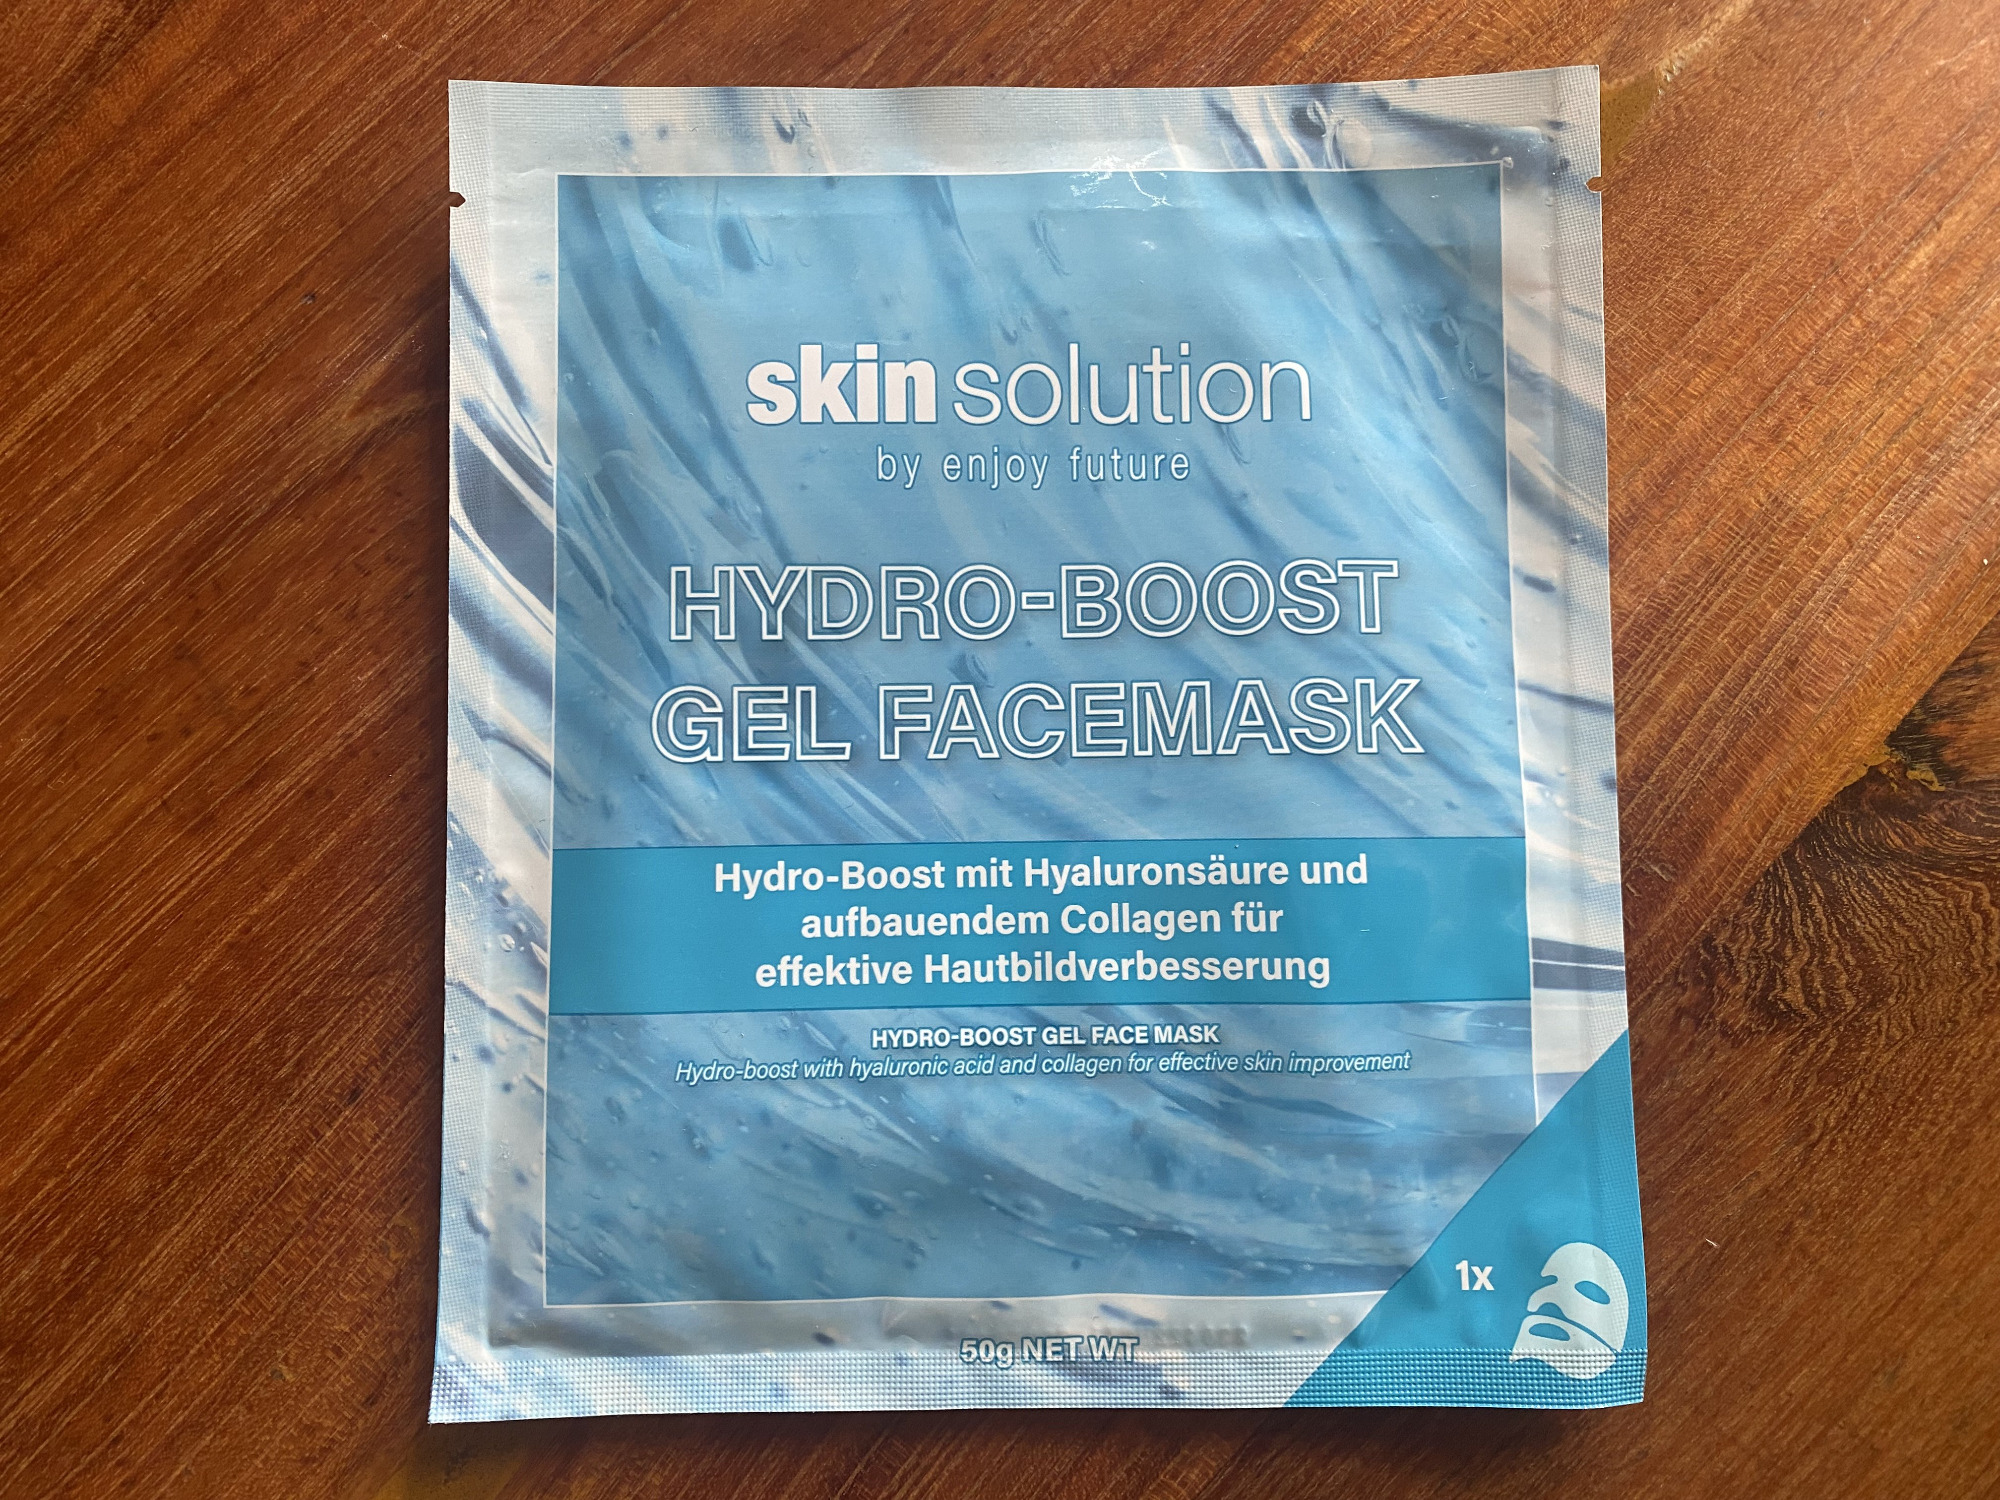 skin solution
by enjoy future
HYDRO-BOOST
GEL FACEMASK
Hydro-Boost mit Hyaluronsäure und
aufbauendem Collagen für
effektive Hautbildverbesserung
HYDRO-BOOST GEL FACE MASK
Hydro-boost with hyaluronic acid and collagen for effective skin improvement
1x
50g NET WT